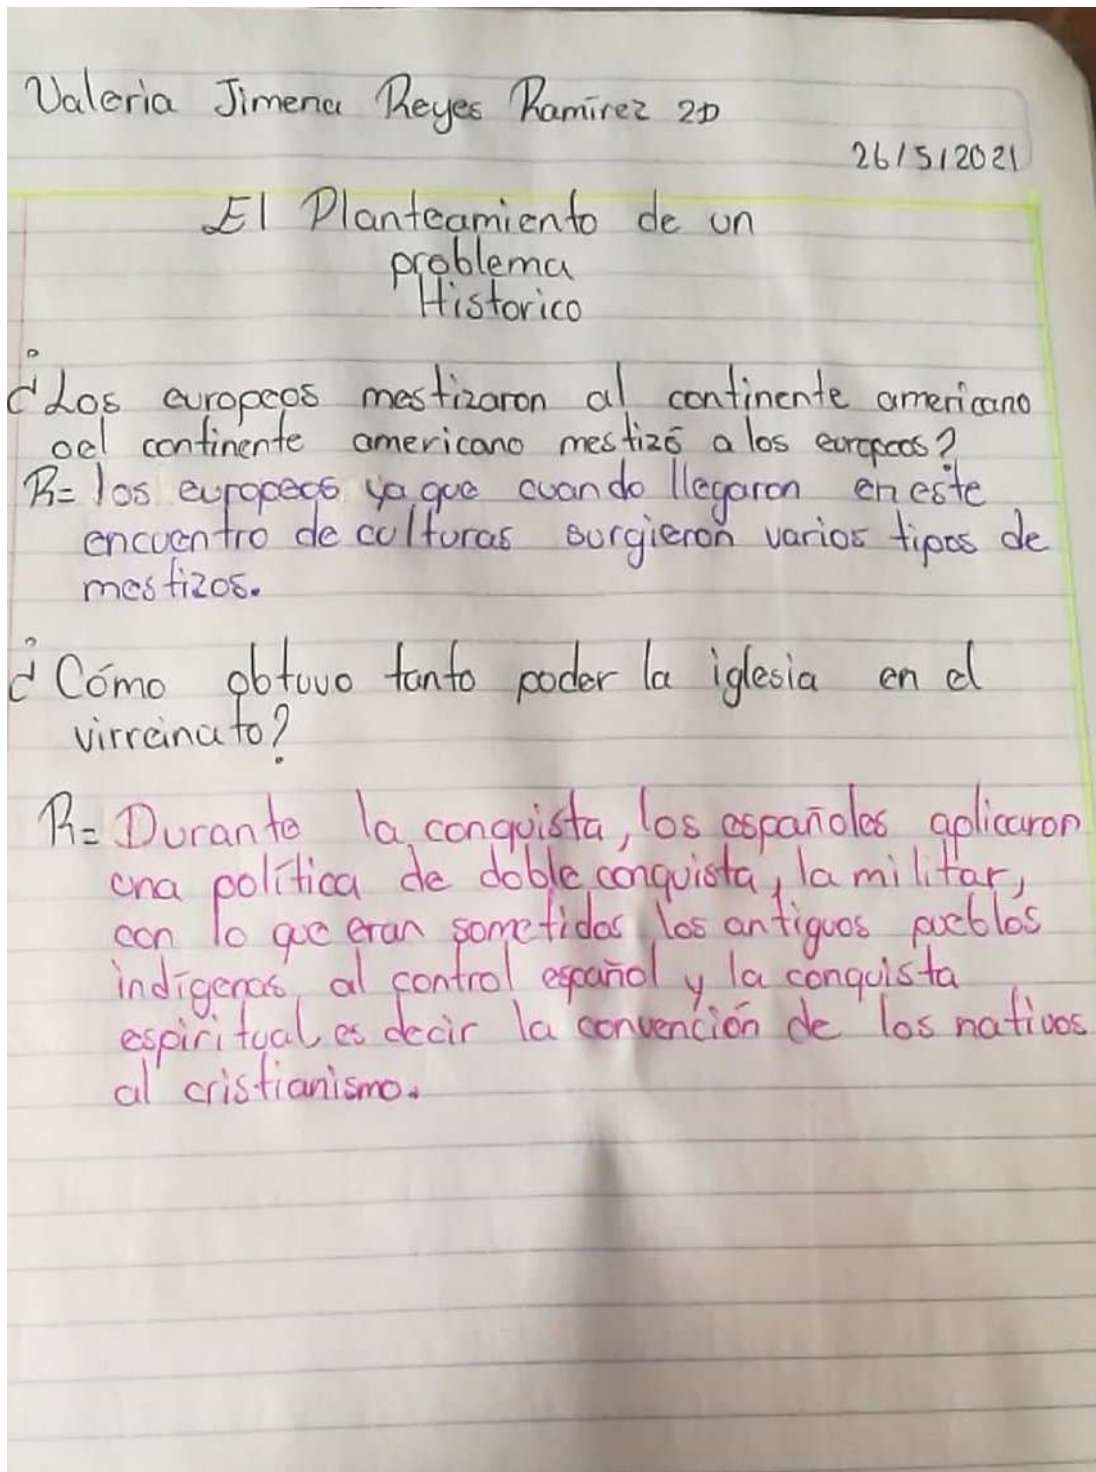 Valeria Jimena Reyes Ramírez 2D
26/5/2021
El Planteamiento de un
problema
Historico
¿Los europeos mestizaron al continente americano
o el continente americano mestizó a los europeos?
R= los europeos ya que cuando llegaron en este
encuentro de culturas surgieron varios tipos de
mestizos.
¿Cómo obtuvo tanto poder la iglesia en el
virreinato?
R= Durante la conquista, los españoles aplicaron
una política de doble conquista, la militar,
con lo que eran sometidos los antiguos pueblos
indígenas al control español y la conquista
espiritual es decir la convención de los nativos
al cristianismo.